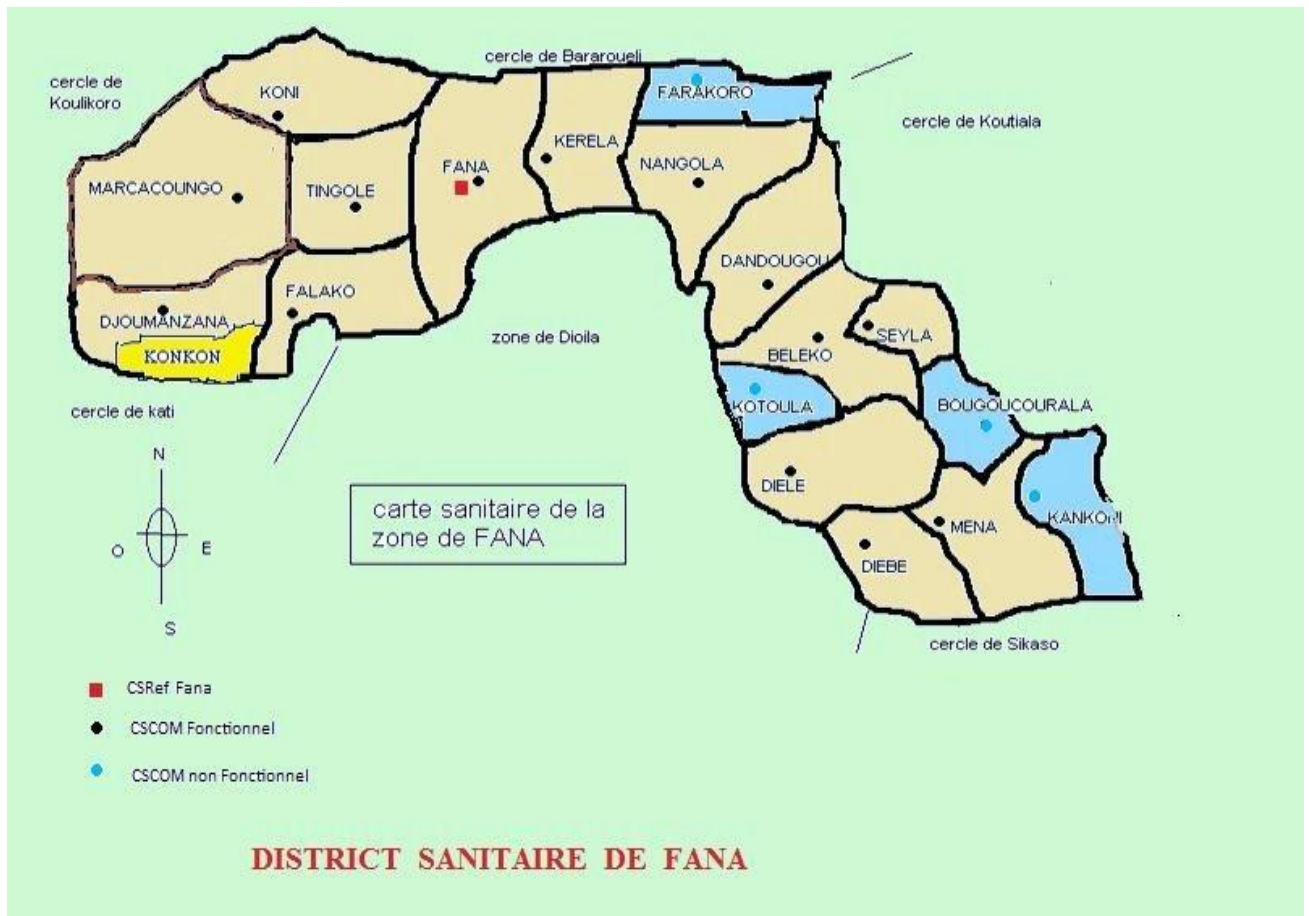 cercle de Bararoueli
cercle de
Koulikoro
KONI
FARAKORO
cercle de Koutiala
KERELA
FANA
NANGOLA
MARCACOUNGO
TINGOLE
DANDOUGOU
FALAKO
DJOUMANZANA
zone de Dioila
SEYLA
KONKON
BELEKO
cercle de kati
KOTOULA
BOUGOUCOURALA
N
DIELE
carte sanitaire de la
zone de FANA
KANKORI
MENA
O
E
DIEBE
S
cercle de Sikaso
CSRef Fana
CSCOM Fonctionnel
CSCOM non Fonctionnel
DISTRICT SANITAIRE DE FANA